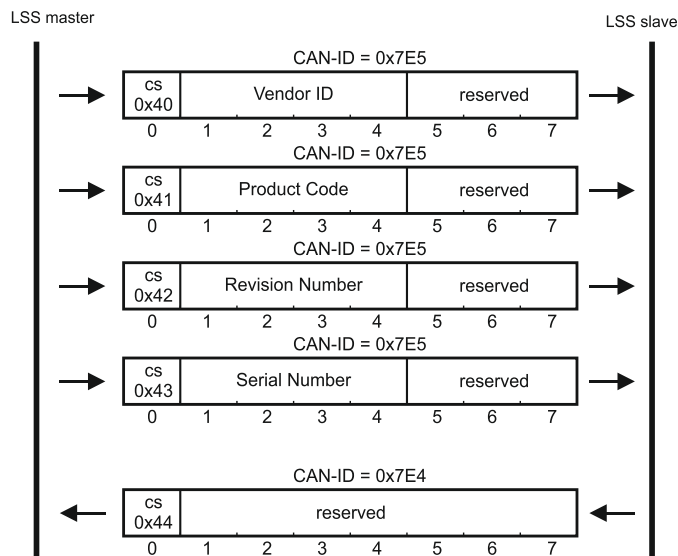 LSS master
LSS slave
CAN-ID = 0x7E5
cs
0x40
Vendor ID
reserved
0 1 2 3 4 5 6 7
CAN-ID = 0x7E5
cs
0x41
Product Code
reserved
0 1 2 3 4 5 6 7
CAN-ID = 0x7E5
cs
0x42
Revision Number
reserved
0 1 2 3 4 5 6 7
CAN-ID = 0x7E5
cs
0x43
Serial Number
reserved
0 1 2 3 4 5 6 7
CAN-ID = 0x7E4
cs
0x44
reserved
0 1 2 3 4 5 6 7